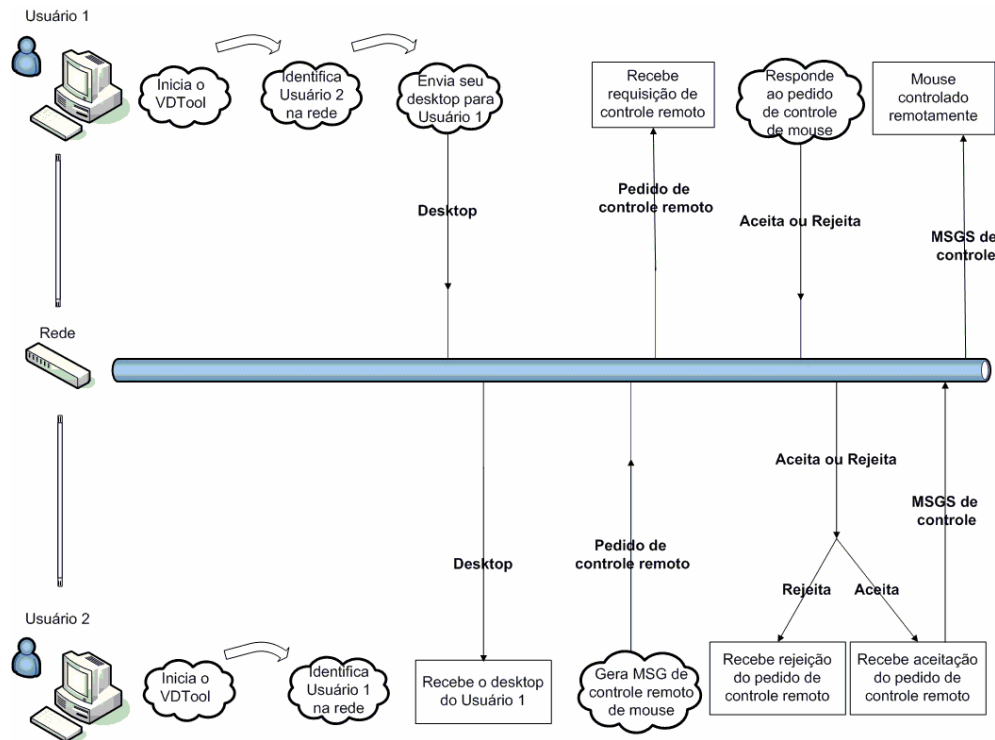 Usuário 1
Inicia o
VDTool
Identifica
Usuário 2
na rede
Envia seu
desktop para
Usuário 1
Recebe
requisição de
controle remoto
Responde
ao pedido
de controle
de mouse
Mouse
controlado
remotamente
Desktop
Pedido de
controle remoto
Aceita ou Rejeita
MSGS de
controle
Rede
Desktop
Pedido de
controle remoto
Aceita ou Rejeita
MSGS de
controle
Rejeita
Aceita
Usuário 2
Inicia o
VDTool
Identifica
Usuário 1
na rede
Recebe o desktop
do Usuário 1
Gera MSG de
controle remoto
de mouse
Recebe rejeição
do pedido de
controle remoto
Recebe aceitação
do pedido de
controle remoto